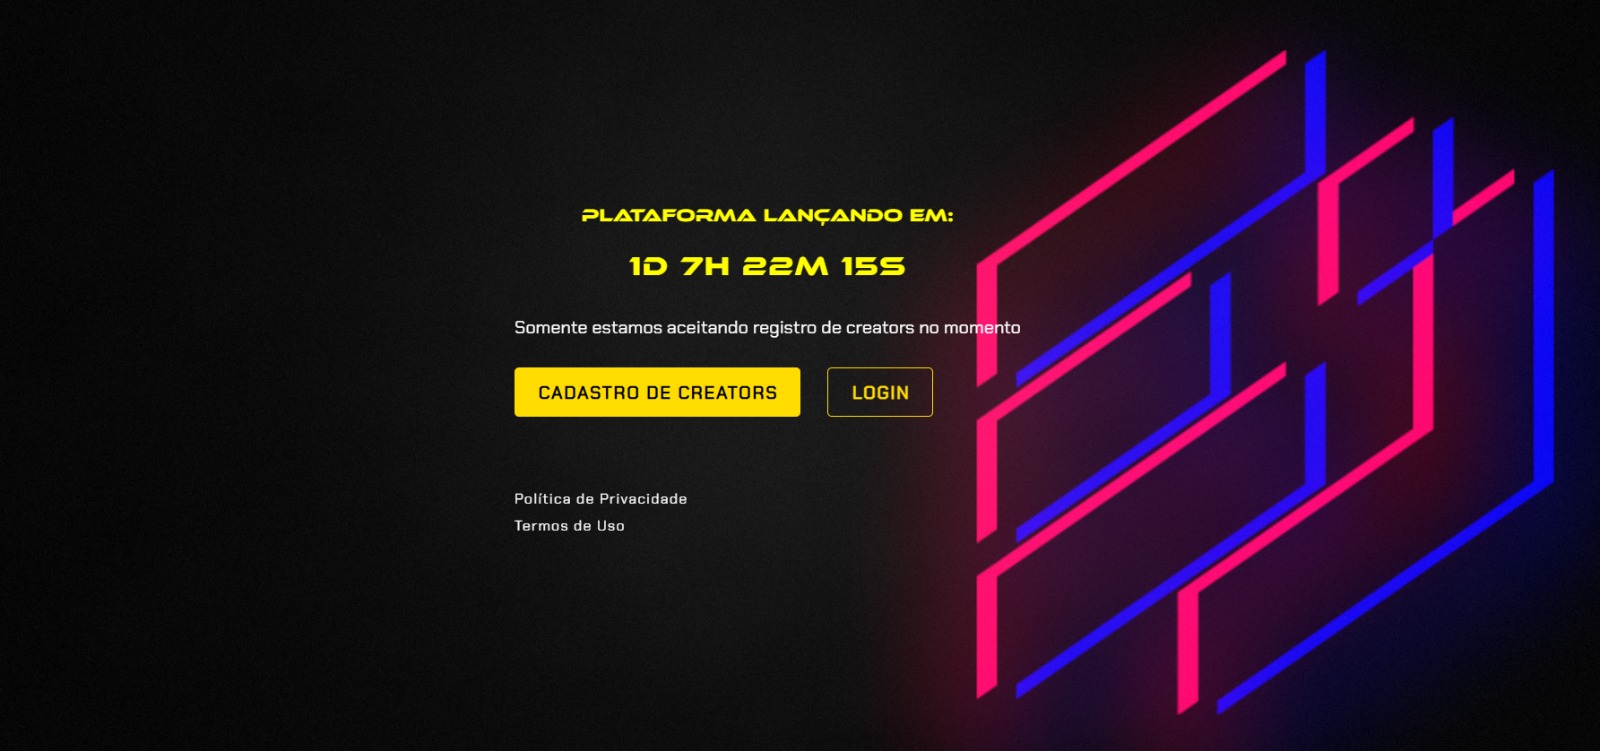 PLATAFORMA LANÇANDO EM:
1D 7H 22M 15S
Somente estamos aceitando registro de creators no momento
CADASTRO DE CREATORS
LOGIN
Política de Privacidade
Termos de Uso